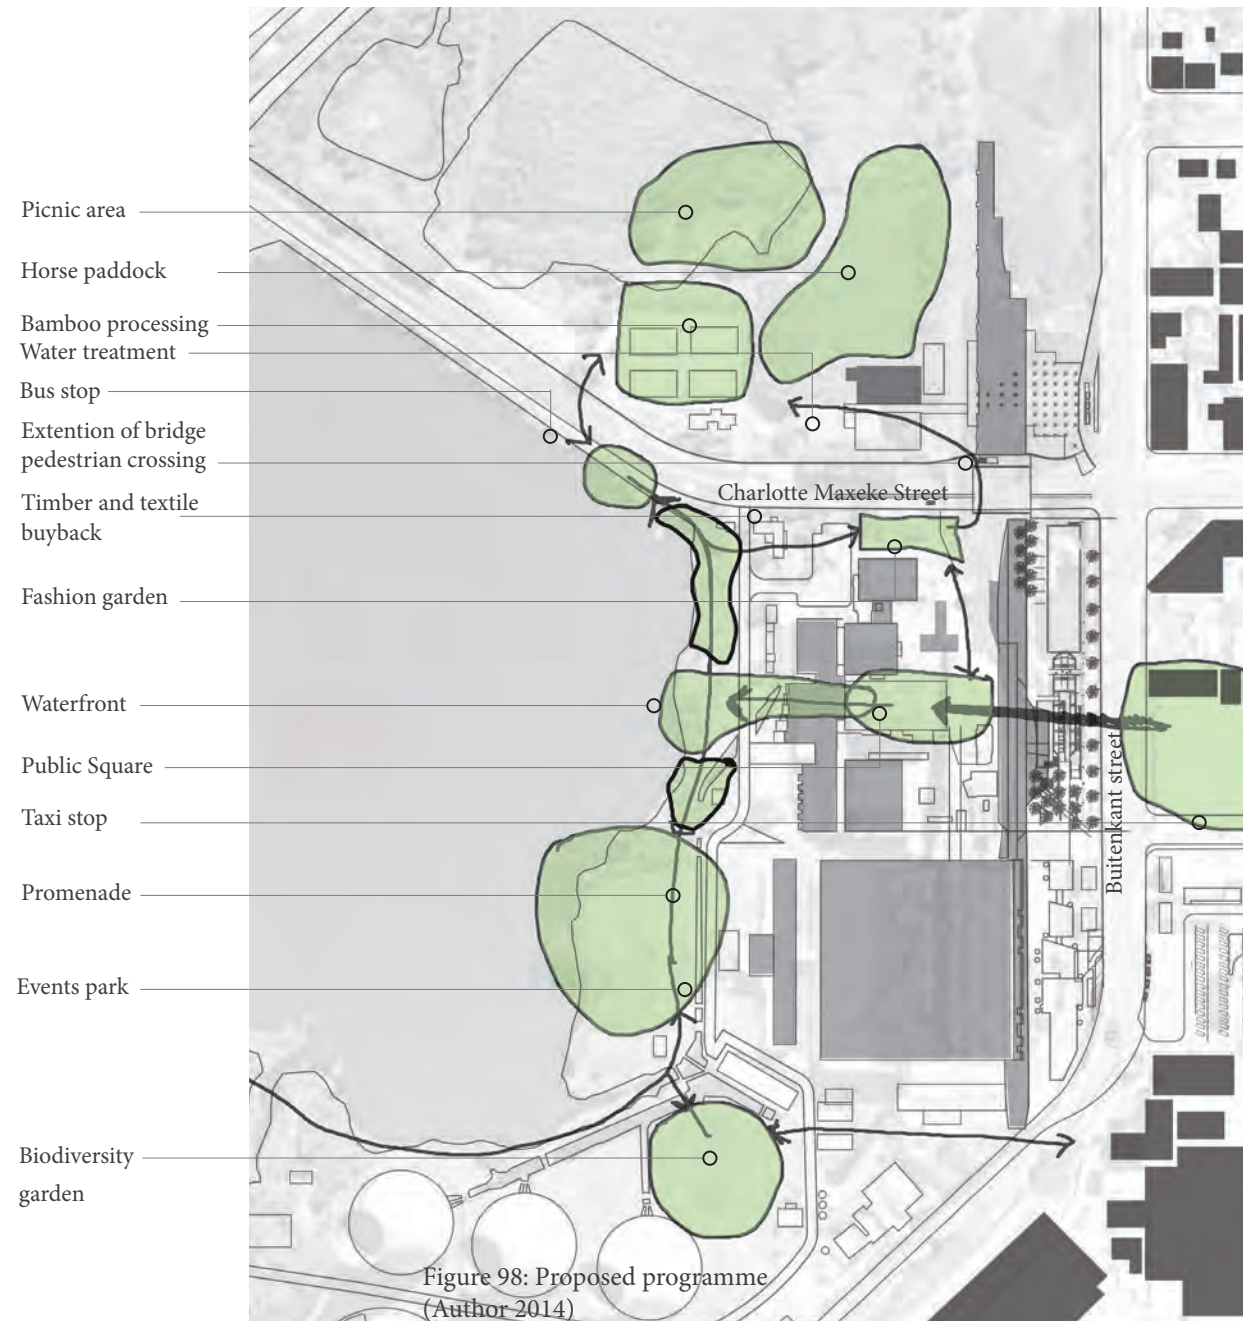 Picnic area
Horse paddock
Bamboo processing
Water treatment
Bus stop
Extention of bridge
pedestrian crossing
Timber and textile
buyback
Fashion garden
Waterfront
Public Square
Taxi stop
Promenade
Events park
Biodiversity
garden
Charlotte Maxeke Street
Buitenkant street
Figure 98: Proposed programme
(Author 2014)